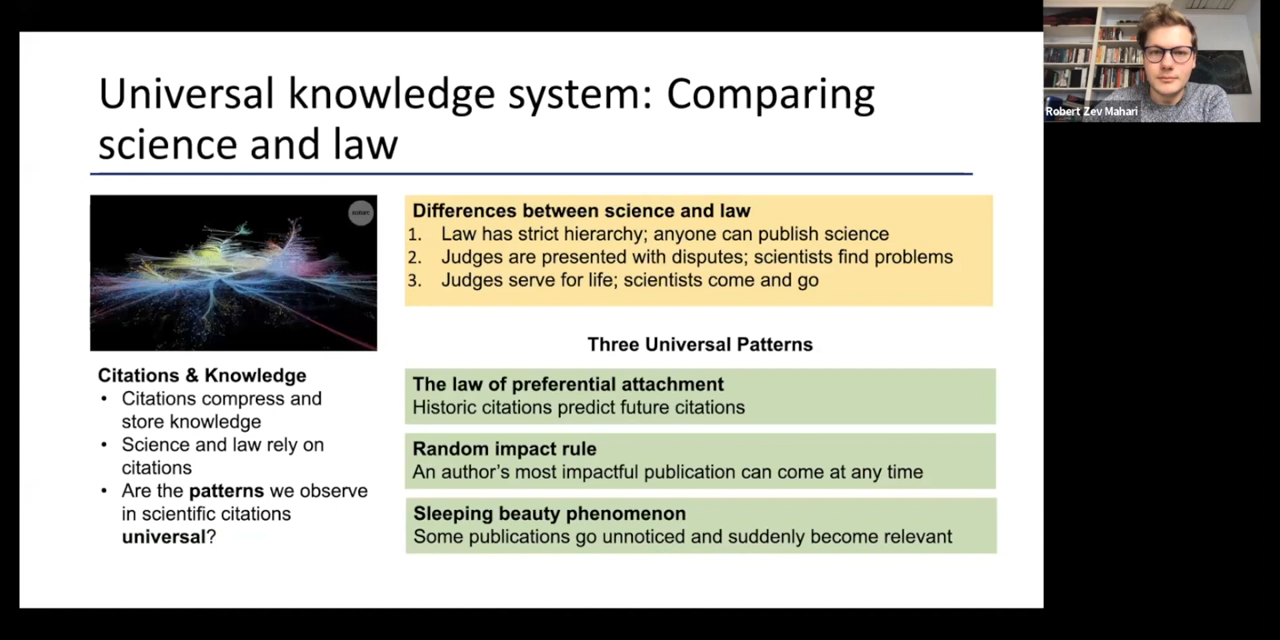 Universal knowledge system: Comparing
science and law
Robert Zev Mahari
Differences between science and law
1. Law has strict hierarchy; anyone can publish science
2. Judges are presented with disputes; scientists find problems
3. Judges serve for life; scientists come and go
Three Universal Patterns
The law of preferential attachment
Historic citations predict future citations
Random impact rule
An author's most impactful publication can come at any time
Sleeping beauty phenomenon
Some publications go unnoticed and suddenly become relevant
Citations & Knowledge
• Citations compress and
store knowledge
• Science and law rely on
citations
• Are the patterns we observe
in scientific citations
universal?